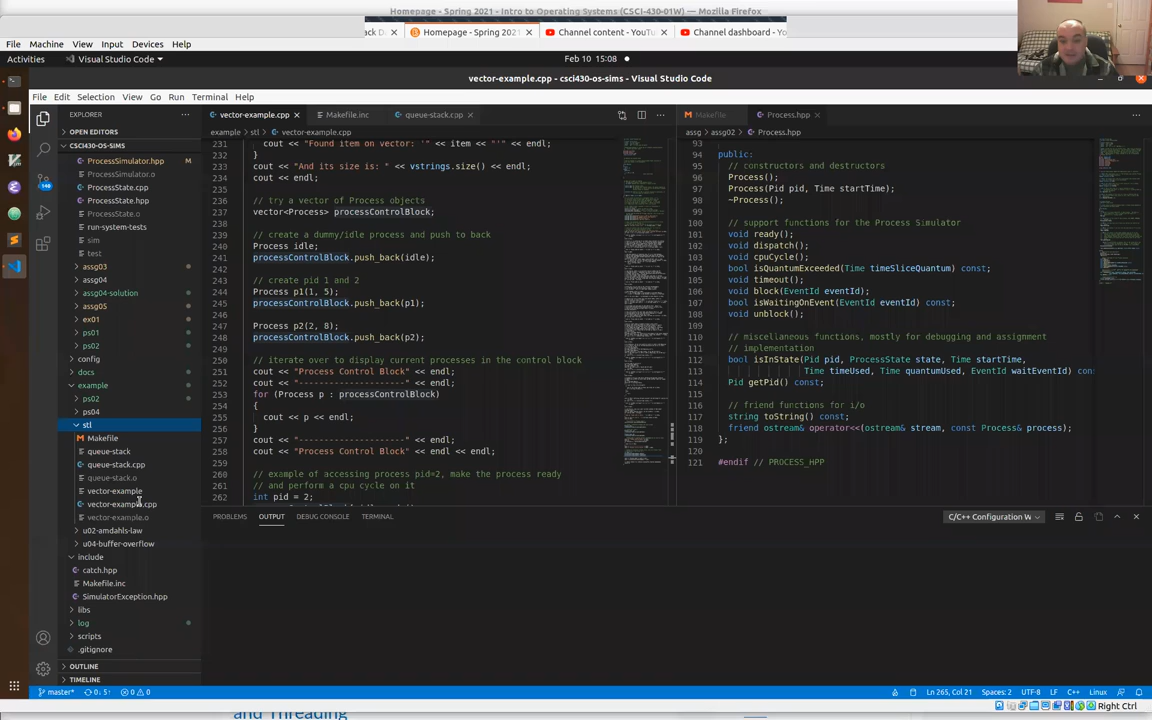 Homepage - Spring 2021 - Intro to Operating Systems (CSCI-430-01W) — Mozilla Firefox
Homepage - Spring 2021
Channel content - YouTu
Channel dashboard - You
File Machine View Input Devices Help
Activities Visual Studio Code Feb 10 15:08
vector-example.cpp - csci430-os-sims - Visual Studio Code
File Edit Selection View Go Run Terminal Help
EXPLORER
OPEN EDITORS
CSCI430-OS-SIMS
ProcessSimulator.hpp M
ProcessSimulator.o
ProcessState.cpp
ProcessState.hpp
ProcessState.o
run-system-tests
sim
test
assg03
assg04
assg04-solution
assg05
ex01
ps01
ps02
config
docs
example
ps02
ps04
stl
Makefile
queue-stack
queue-stack.cpp
queue-stack.o
vector-example
vector-example.cpp
vector-example.o
u02-amdahls-law
u04-buffer-overflow
include
catch.hpp
Makefile.inc
SimulatorException.hpp
libs
log
scripts
.gitignore
OUTLINE
TIMELINE
vector-example.cpp Makefile.inc queue-stack.cpp
example > stl > vector-example.cpp
231 cout << "Found item on vector: '" << item << "'" << endl;
232 }
233 cout << "And its size is: " << vstrings.size() << endl;
234 cout << endl;
235
236 // try a vector of Process objects
237 vector<Process> processControlBlock;
238
239 // create a dummy/idle process and push to back
240 Process idle;
241 processControlBlock.push_back(idle);
242
243 // create pid 1 and 2
244 Process p1(1, 5);
245 processControlBlock.push_back(p1);
246
247 Process p2(2, 8);
248 processControlBlock.push_back(p2);
249
250 // iterate over to display current processes in the control block
251 cout << "Process Control Block" << endl;
252 cout << "--------------------" << endl;
253 for (Process p : processControlBlock)
254 {
255 cout << p << endl;
256 }
257 cout << "--------------------" << endl;
258 cout << "Process Control Block" << endl << endl;
259
260 // example of accessing process pid=2, make the process ready
261 // and perform a cpu cycle on it
262 int pid = 2;
Makefile Process.hpp
assg > assg02 > Process.hpp
93
94 public:
95 // constructors and destructors
96 Process();
97 Process(Pid pid, Time startTime);
98 ~Process();
99
100 // support functions for the Process Simulator
101 void ready();
102 void dispatch();
103 void cpuCycle();
104 bool isQuantumExceeded(Time timeSliceQuantum) const;
105 void timeout();
106 void block(EventId eventId);
107 bool isWaitingOnEvent(EventId eventId) const;
108 void unblock();
109
110 // miscellaneous functions, mostly for debugging and assignment
111 // implementation
112 bool isInState(Pid pid, ProcessState state, Time startTime,
113 Time timeUsed, Time quantumUsed, EventId waitEventId) cons
114 Pid getPid() const;
115
116 // friend functions for i/o
117 string toString() const;
118 friend ostream& operator<<(ostream& stream, const Process& process);
119 };
120
121 #endif // PROCESS_HPP
PROBLEMS OUTPUT DEBUG CONSOLE TERMINAL
C/C++ Configuration W
master* 0↓ 5↑ 0 0
Ln 265, Col 21 Spaces: 2 UTF-8 LF C++ Linux
Right Ctrl
and Threading